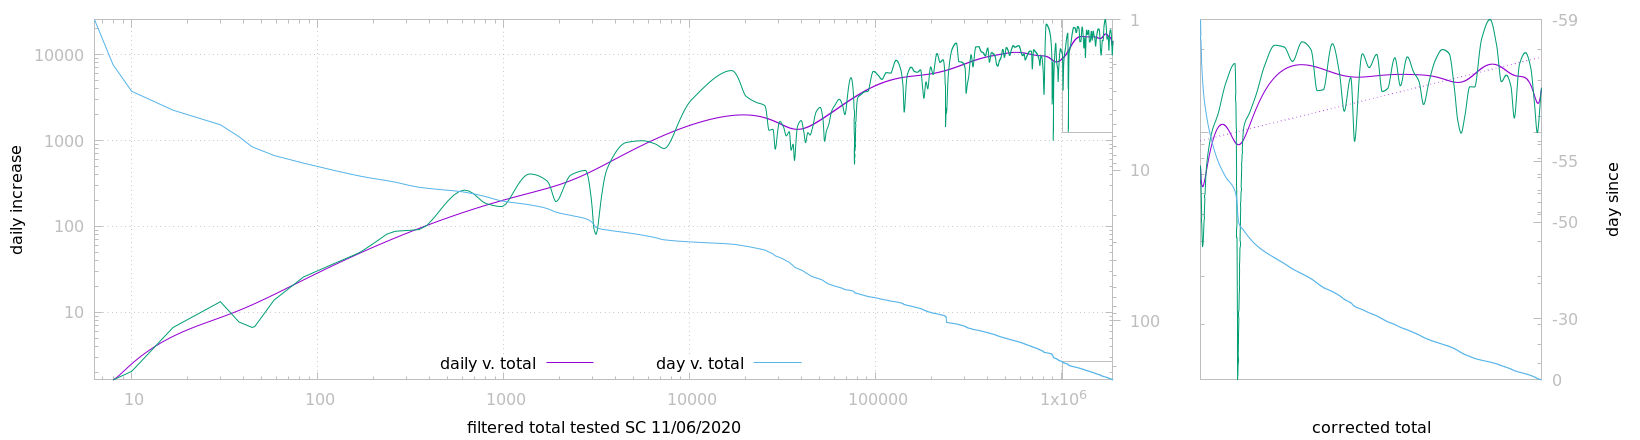 daily increase
10000
1000
100
10
10
100
1000
10000
100000
1x10^6
filtered total tested SC 11/06/2020
daily v. total
day v. total
1
10
100
-59
-55
-50
-30
0
day since
corrected total